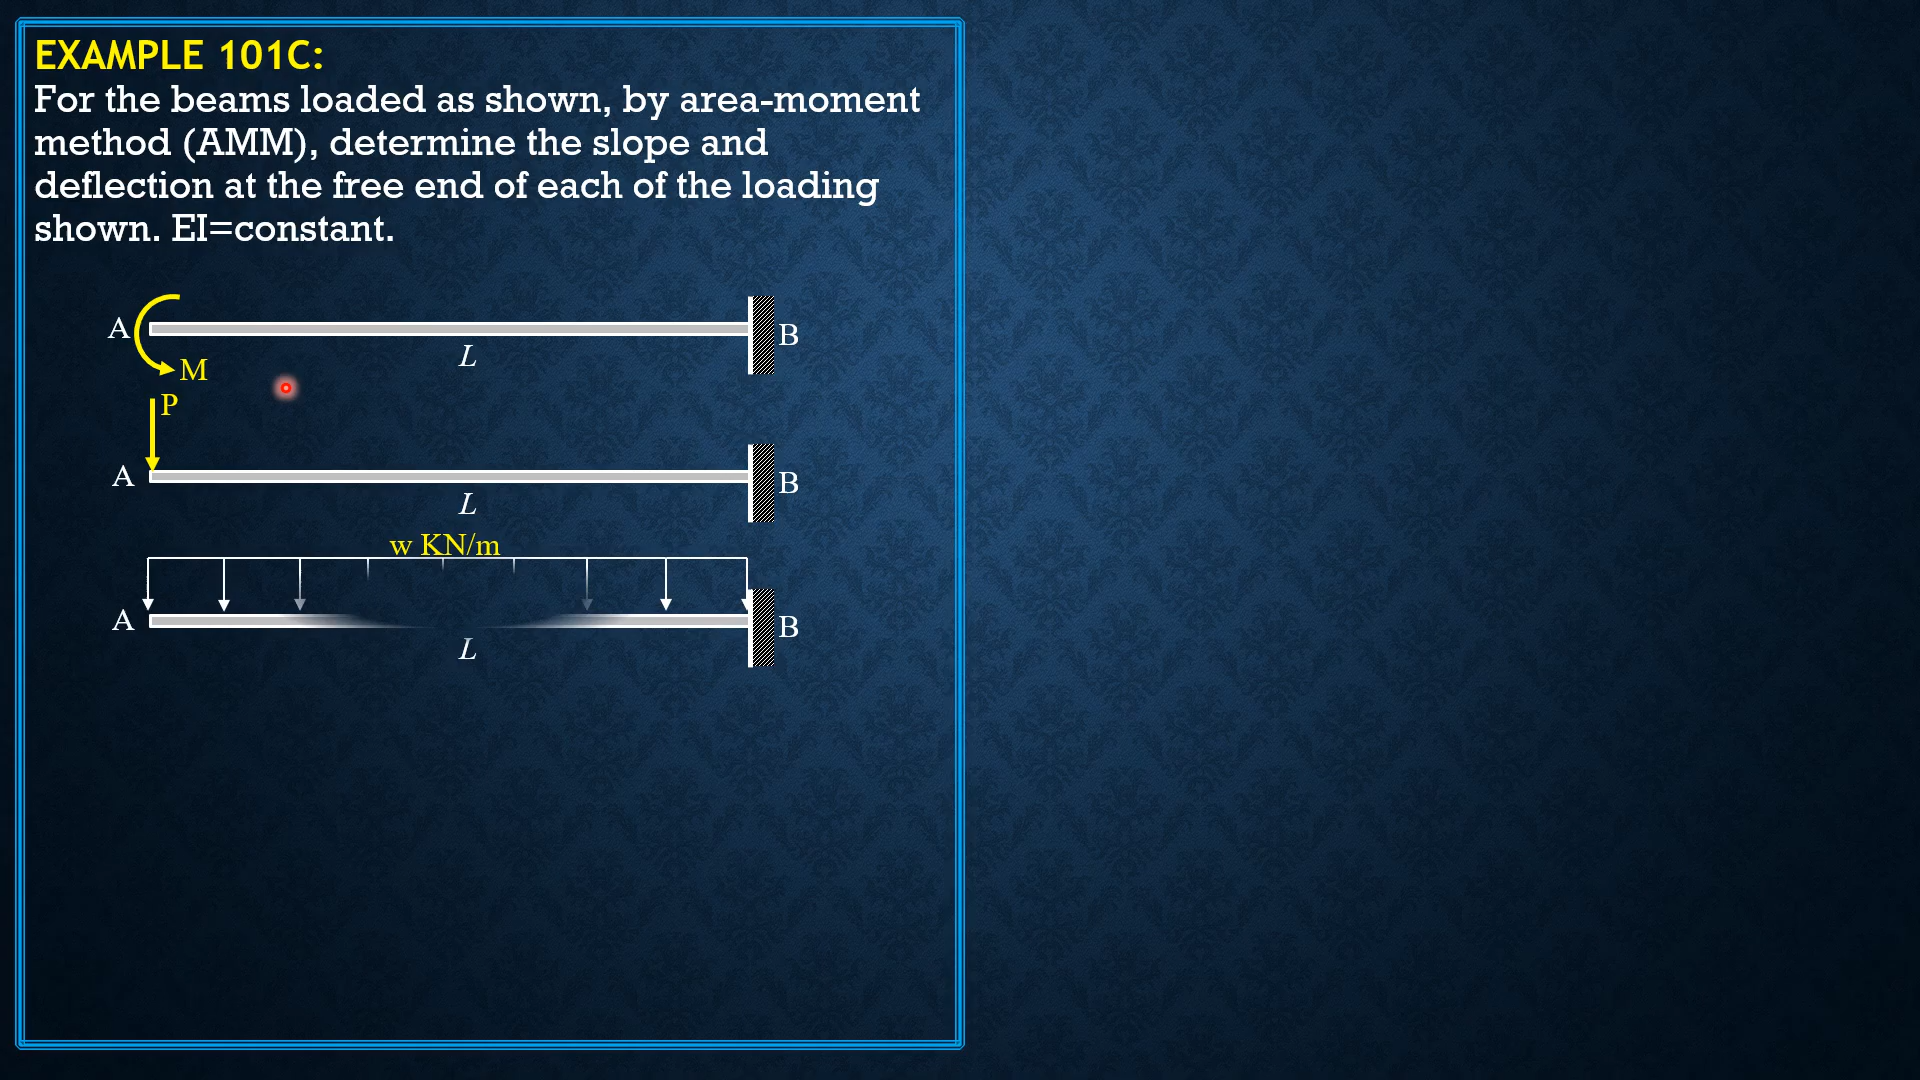 EXAMPLE 101C:
For the beams loaded as shown, by area-moment
method (AMM), determine the slope and
deflection at the free end of each of the loading
shown. EI=constant.
A
B
L
M
P
A
B
L
w KN/m
A
B
L